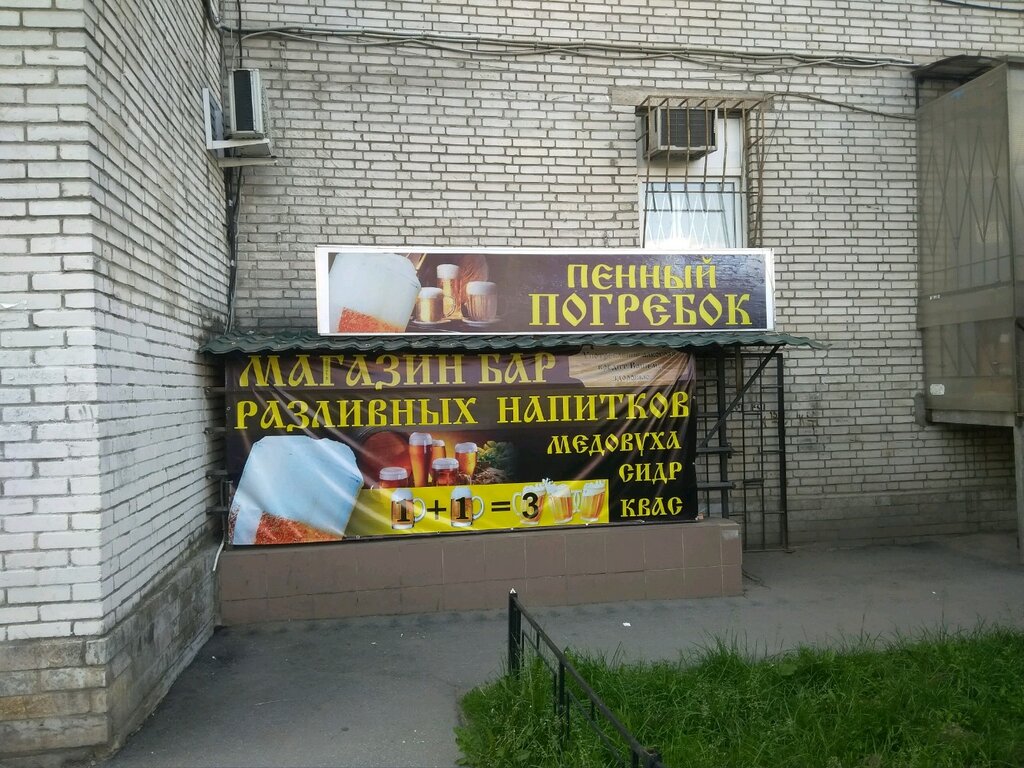 ПЕННЫЙ
ПОГРЕБОК
МАГАЗИН БАР
РАЗЛИВНЫХ НАПИТКОВ
МЕДОВУХА
СИДР
КВАС
1 + 1 = 3